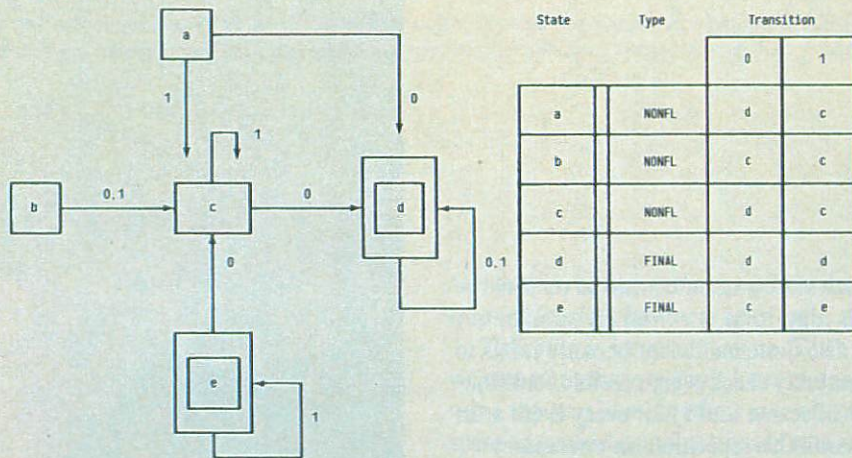 a
1
0
1
b
0,1
c
0
d
0,1
0
e
1
State Type Transition
0 1
a NONFL d c
b NONFL c c
c NONFL d c
d FINAL d d
e FINAL c e